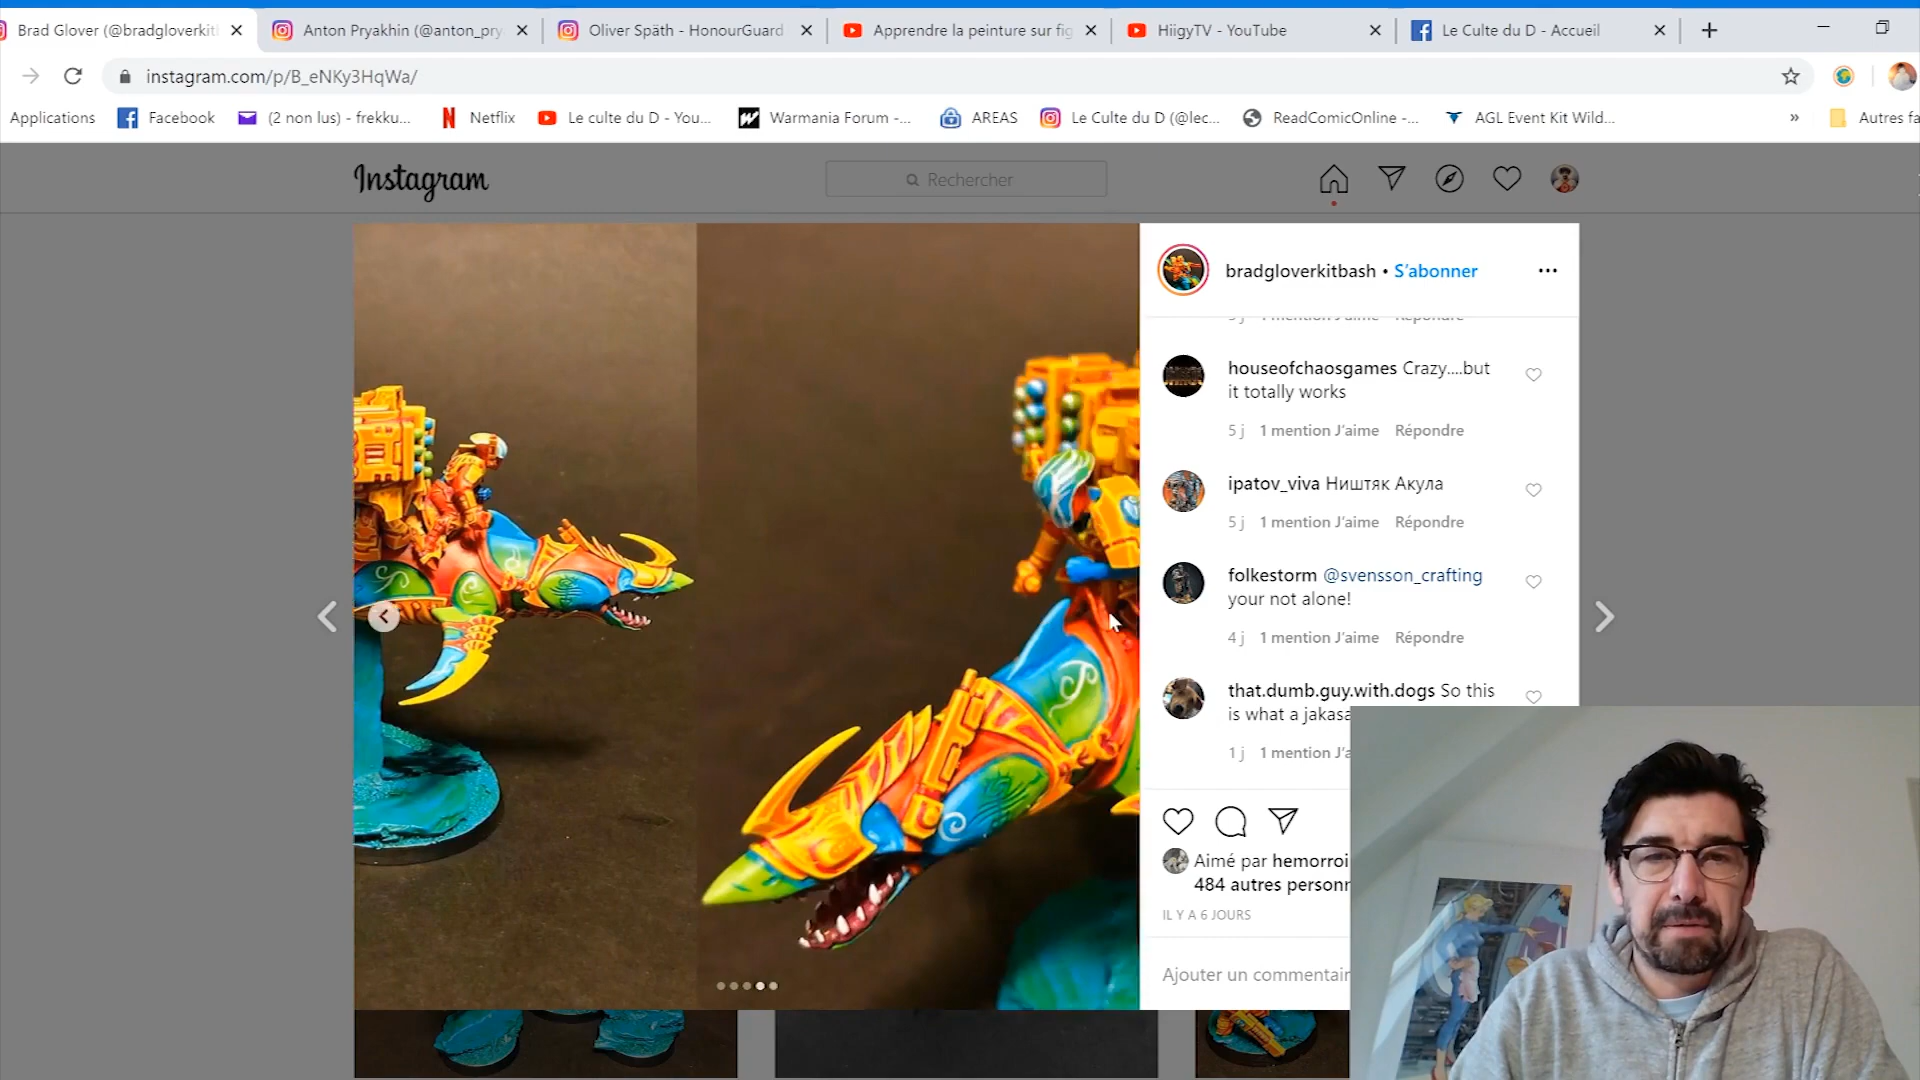 Brad Glover (@bradgloverkitl
Anton Pryakhin (@anton_pry
Oliver Späth - HonourGuard
Apprendre la peinture sur fig
HiigyTV - YouTube
Le Culte du D - Accueil
instagram.com/p/B_eNKy3HqWa/
Applications
Facebook
(2 non lus) - frekku...
Netflix
Le culte du D - You...
Warmania Forum -...
AREAS
Le Culte du D (@lec...
ReadComicOnline -...
AGL Event Kit Wild...
»
Autres fa
Instagram
Rechercher
bradgloverkitbash • S'abonner
1 mention J'aime Répondre
houseofchaosgames Crazy....but
it totally works
5 j 1 mention J'aime Répondre
ipatov_viva Ништяк Акула
5 j 1 mention J'aime Répondre
folkestorm @svensson_crafting
your not alone!
4 j 1 mention J'aime Répondre
that.dumb.guy.with.dogs So this
is what a jakasa
1 j 1 mention J'a
Aimé par hemorroi
484 autres personn
IL Y A 6 JOURS
Ajouter un commentair